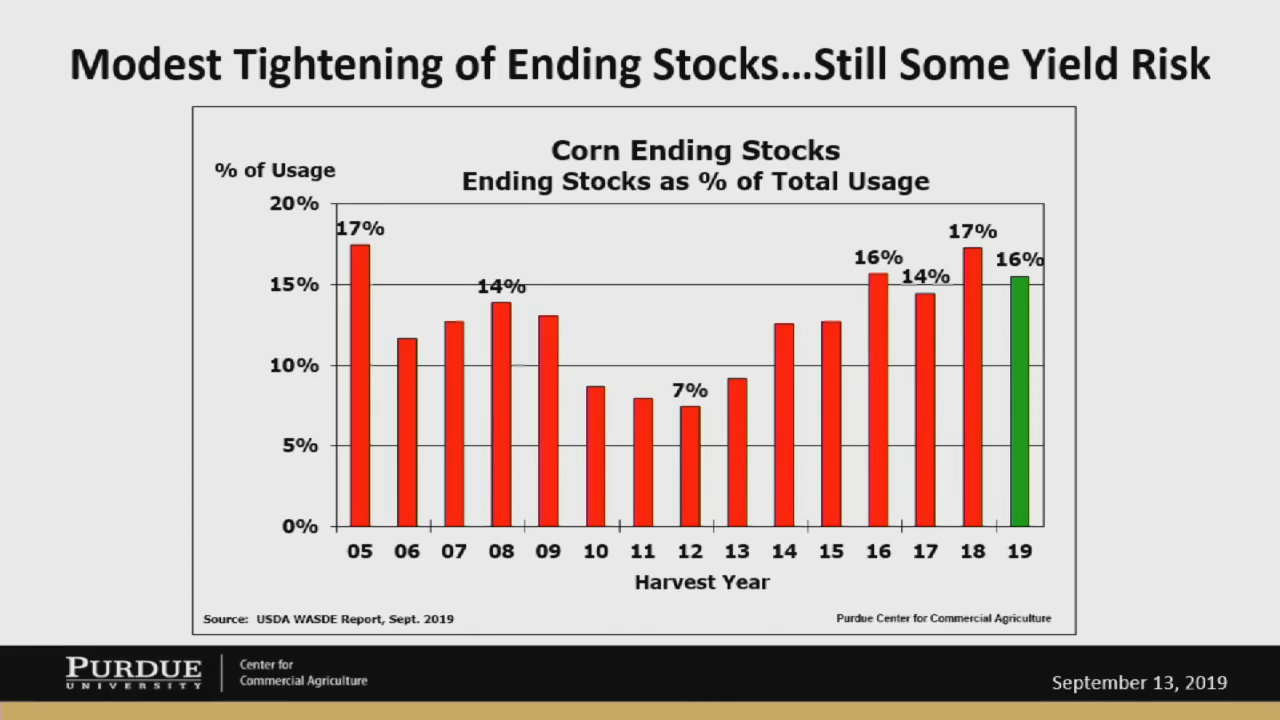 Modest Tightening of Ending Stocks...Still Some Yield Risk
Corn Ending Stocks
Ending Stocks as % of Total Usage
% of Usage
20%
15%
10%
5%
0%
17%
14%
7%
16%
14%
17%
16%
05 06 07 08 09 10 11 12 13 14 15 16 17 18 19
Harvest Year
Source: USDA WASDE Report, Sept. 2019
Purdue Center for Commercial Agriculture
PURDUE
UNIVERSITY
Center for
Commercial Agriculture
September 13, 2019